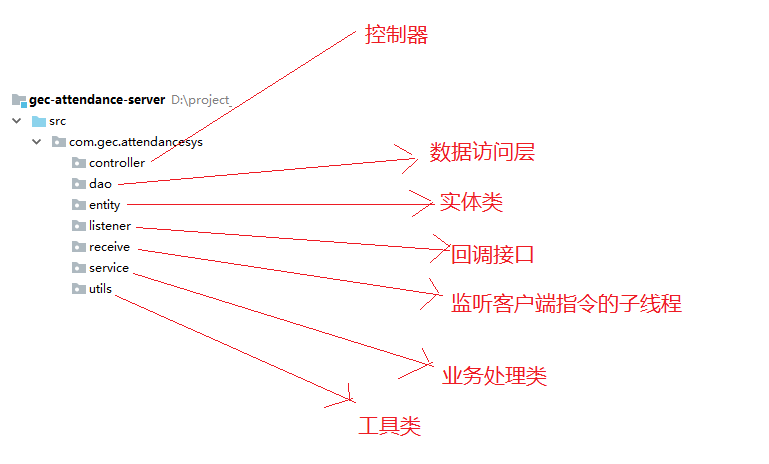 控制器
gec-attendance-server D:\project_
src
com.gec.attendancesys
controller
数据访问层
dao
实体类
entity
listener
回调接口
receive
监听客户端指令的子线程
service
业务处理类
utils
工具类